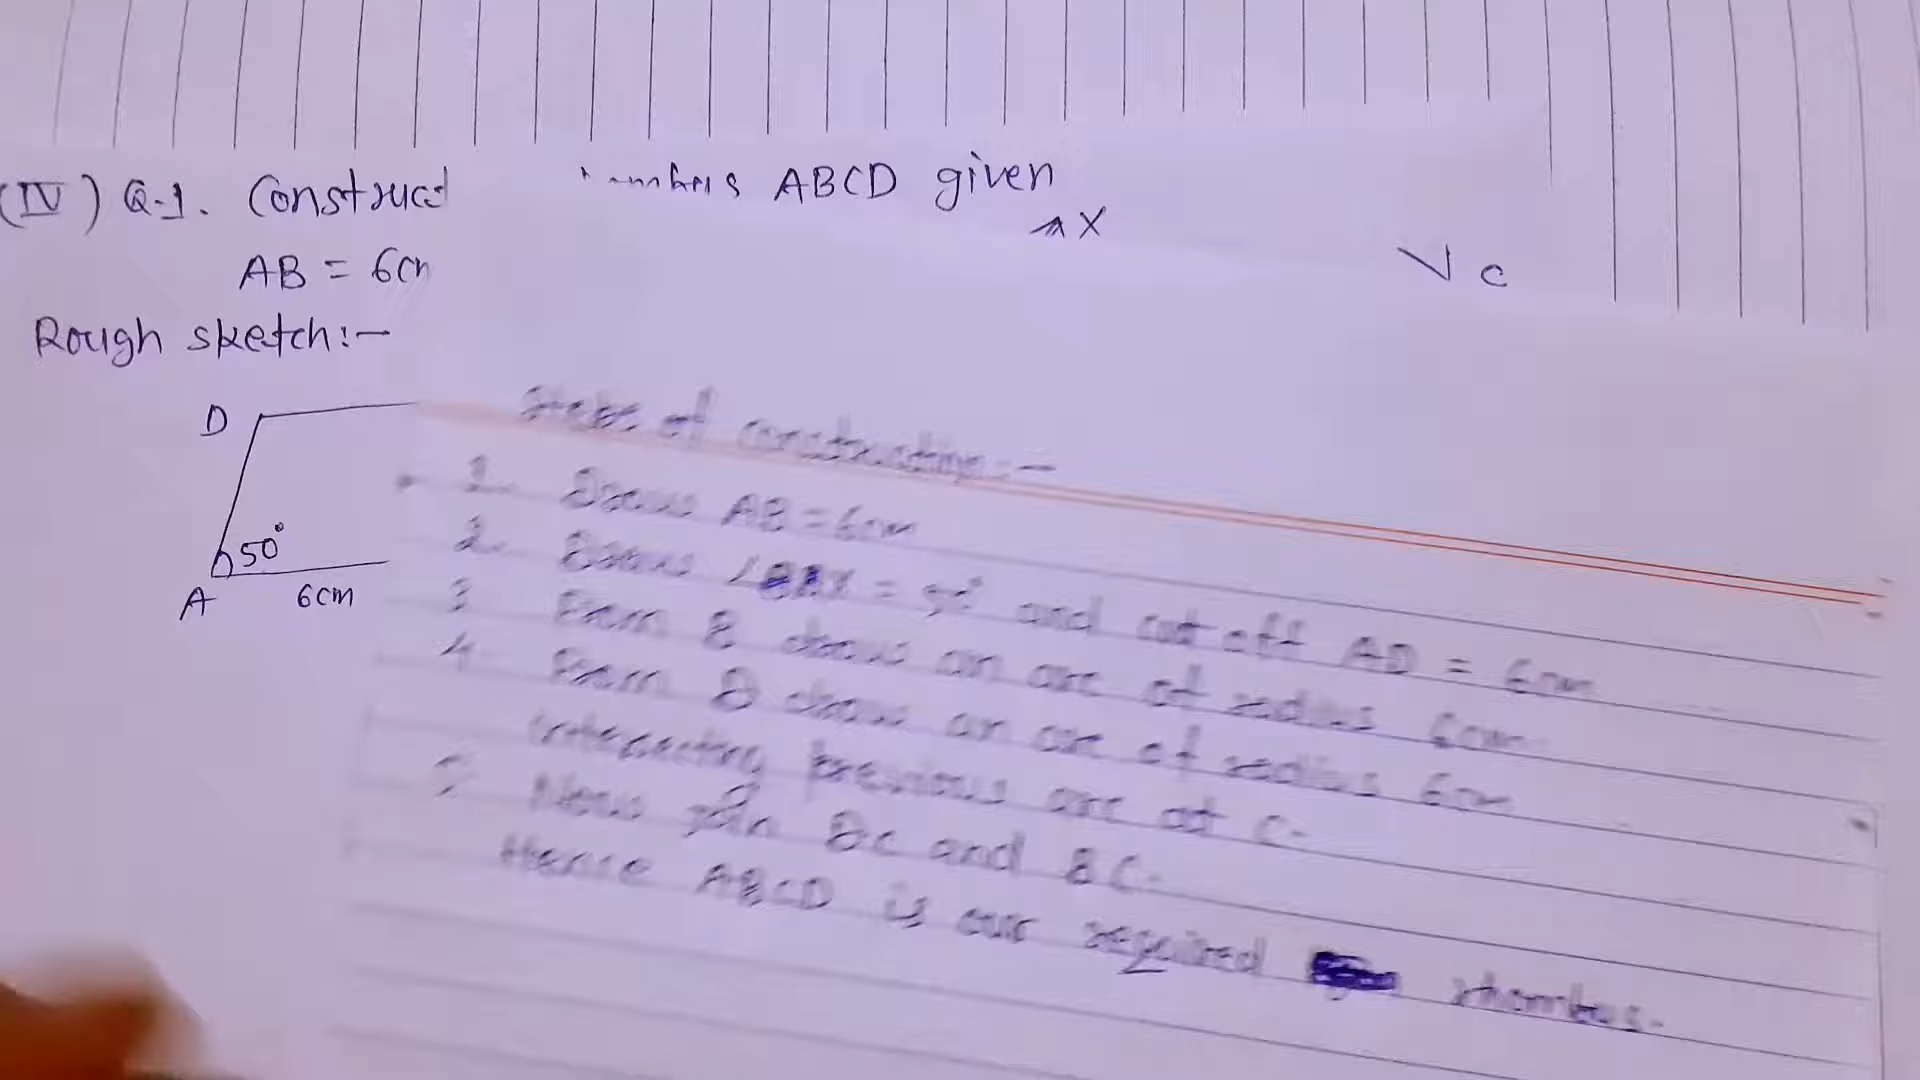 (IV) Q.1. Construct ABCD given
X
AB = 6cm
C
Rough sketch:-
D
50°
A
6cm
Steps of construction:-
1. Draw AB = 6cm
2. Draw = 50° and cut off AD = 6cm
3 From B draw an arc of radius 6cm
4 From D draw an arc of radius 6cm
previous arc at C.
5 Now join DC and BC.
Hence ABCD is our required rhombus.